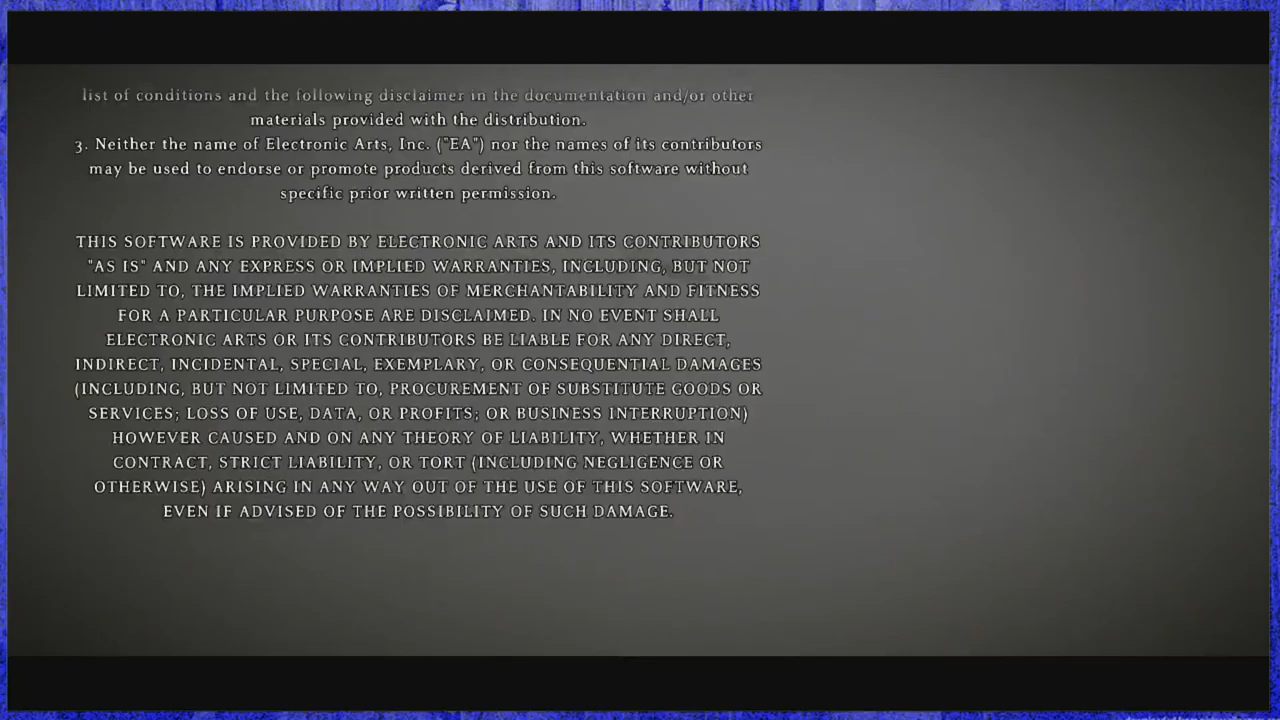 list of conditions and the following disclaimer in the documentation and/or other
materials provided with the distribution.
3. Neither the name of Electronic Arts, Inc. ("EA") nor the names of its contributors
may be used to endorse or promote products derived from this software without
specific prior written permission.
THIS SOFTWARE IS PROVIDED BY ELECTRONIC ARTS AND ITS CONTRIBUTORS
"AS IS" AND ANY EXPRESS OR IMPLIED WARRANTIES, INCLUDING, BUT NOT
LIMITED TO, THE IMPLIED WARRANTIES OF MERCHANTABILITY AND FITNESS
FOR A PARTICULAR PURPOSE ARE DISCLAIMED. IN NO EVENT SHALL
ELECTRONIC ARTS OR ITS CONTRIBUTORS BE LIABLE FOR ANY DIRECT,
INDIRECT, INCIDENTAL, SPECIAL, EXEMPLARY, OR CONSEQUENTIAL DAMAGES
(INCLUDING, BUT NOT LIMITED TO, PROCUREMENT OF SUBSTITUTE GOODS OR
SERVICES; LOSS OF USE, DATA, OR PROFITS; OR BUSINESS INTERRUPTION)
HOWEVER CAUSED AND ON ANY THEORY OF LIABILITY, WHETHER IN
CONTRACT, STRICT LIABILITY, OR TORT (INCLUDING NEGLIGENCE OR
OTHERWISE) ARISING IN ANY WAY OUT OF THE USE OF THIS SOFTWARE,
EVEN IF ADVISED OF THE POSSIBILITY OF SUCH DAMAGE.